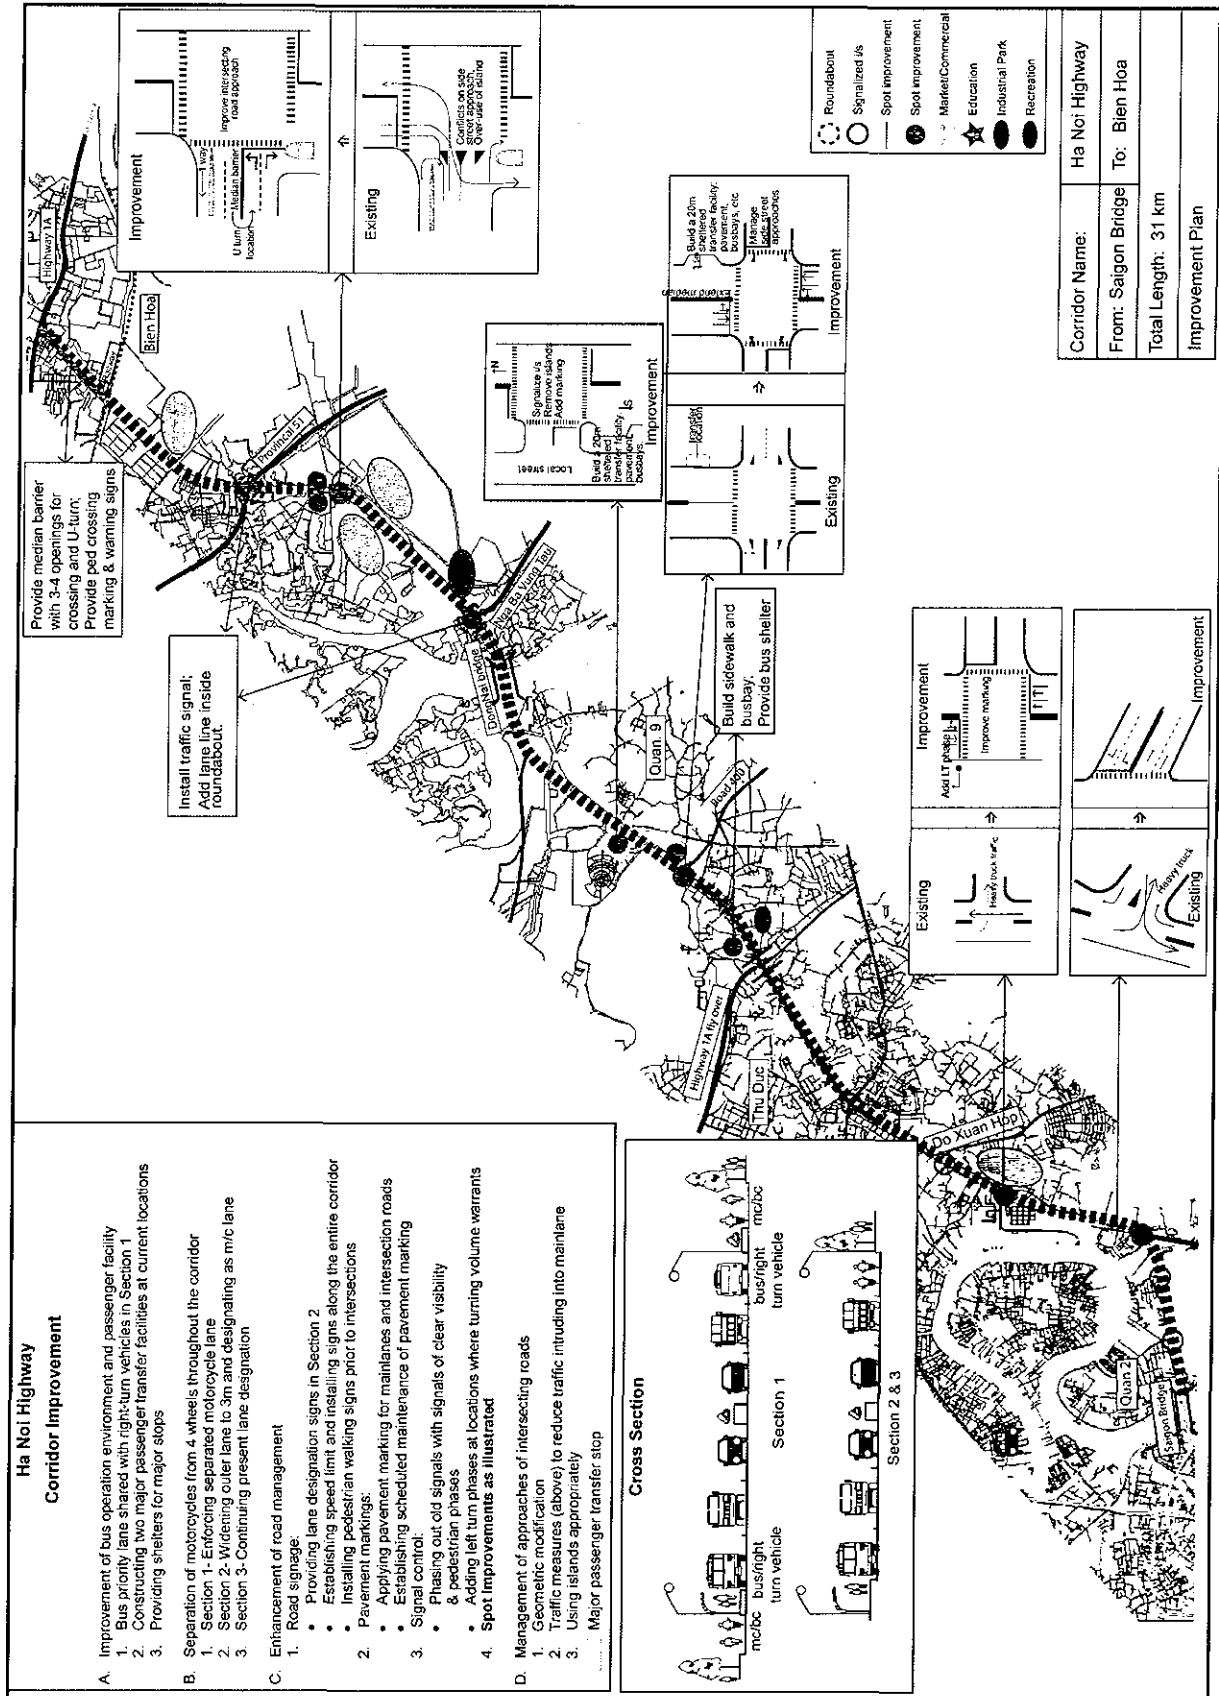 Ha Noi Highway
Corridor Improvement
A. Improvement of bus operation environment and passenger facility
1. Bus priority lane shared with right-turn vehicles in Section 1
2. Constructing two major passenger transfer facilities at current locations
3. Providing shelters for major stops
B. Separation of motorcycles from 4 wheels throughout the corridor
1. Section 1- Enforcing separated motorcycle lane
2. Section 2- Widening outer lane to 3m and designating as m/c lane
3. Section 3- Continuing present lane designation
C. Enhancement of road management
1. Road signage:
• Providing lane designation signs in Section 2
• Establishing speed limit and installing signs along the entire corridor
• Installing pedestrian walking signs prior to intersections
2. Pavement markings:
• Applying pavement marking for mainlanes and intersection roads
• Establishing scheduled maintenance of pavement marking
3. Signal control:
• Phasing out old signals with signals of clear visibility
& pedestrian phases
• Adding left turn phases at locations where turning volume warrants
4. Spot Improvements as illustrated
D. Management of approaches of intersecting roads
1. Geometric modification
2. Traffic measures (above) to reduce traffic intruding into mainlane
3. Using islands appropriately
Major passenger transfer stop
Cross Section
mc/bc
bus/right
turn vehicle
Section 1
bus/right
turn vehicle
mc/bc
Section 2 & 3
Provide median barrier
with 3-4 openings for
crossing and U-turn;
Provide ped crossing
marking & warning signs
Install traffic signal;
Add lane line inside
roundabout.
Highway 1A
Bien Hoa
Provincal 51
DongNai bridge
Nga Ba Vung Tau
Quan. 9
Road 400
Highway 1A fly over
Thu Duc
Do Xuan Hop
Quan 2
Saigon Bridge
Build sidewalk and
busbay;
Provide bus shelter
Improvement
1 way
Median barrier
U turn
location
Improve intersecting
road approach
Existing
Conflicts on side
street approach,
Over-use of island
N
Signalize i/s
Remove islands
Add marking
Local street
Build a 20m
sheltered
transfer facility:
pavement,
busbays.
Improvement
transfer
location
Existing
Build a 20m
sheltered
transfer facility:
pavement,
busbays, etc
Extend median
Manage
side street
approaches
Improvement
Existing
Heavy truck traffic
Improvement
Add LT phase
Improve marking
Heavy truck
Existing
Improvement
Roundabout
Signalized i/s
Spot improvement
Spot improvement
Market/Commercial
Education
Industrial Park
Recreation
Corridor Name: Ha Noi Highway
From: Saigon Bridge To: Bien Hoa
Total Length: 31 km
Improvement Plan